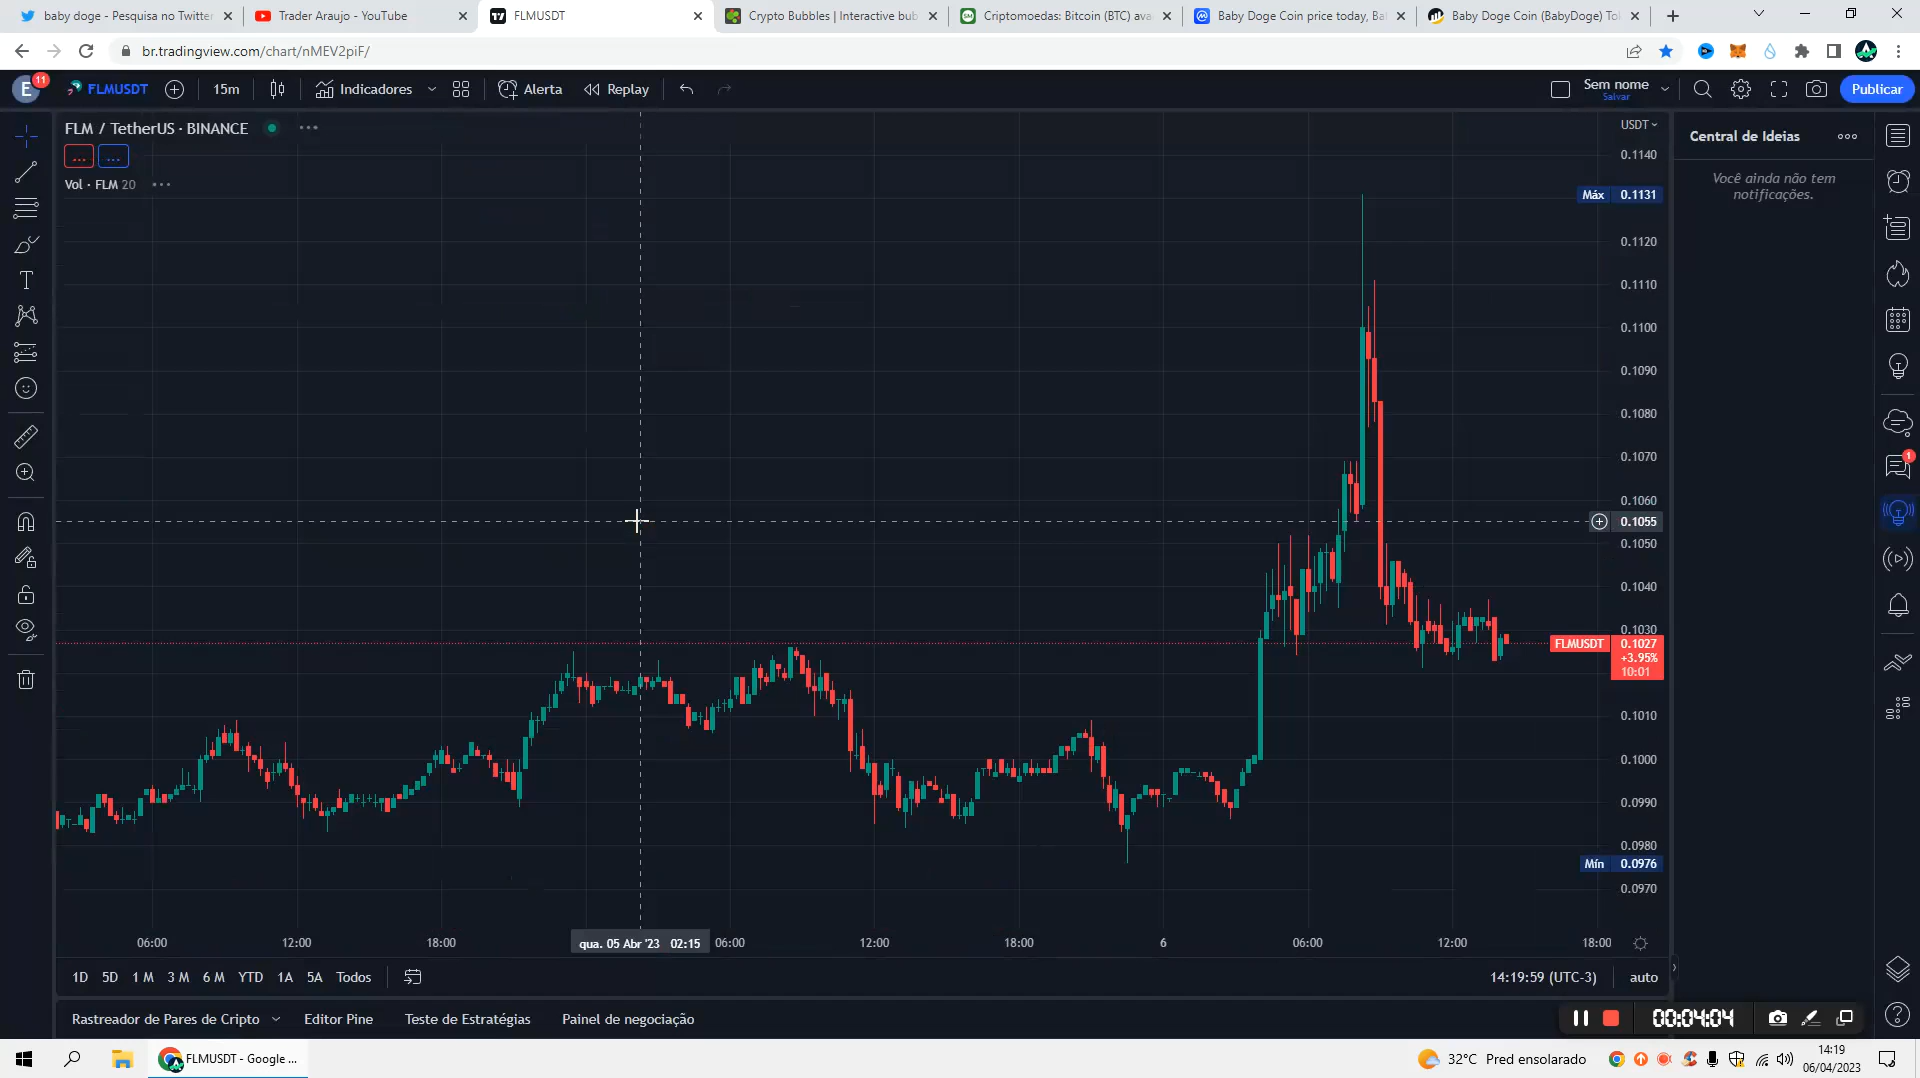 baby doge - Pesquisa no Twitter
Trader Araujo - YouTube
FLMUSDT
Crypto Bubbles | Interactive bub
Criptomoedas: Bitcoin (BTC) ava
Baby Doge Coin price today, Ba
Baby Doge Coin (BabyDoge) To
br.tradingview.com/chart/nMEV2piF/
E
11
FLMUSDT
15m
Indicadores
Alerta
Replay
Sem nome
Salvar
Publicar
FLM / TetherUS · BINANCE
Vol · FLM 20
USDT
0.1140
Máx 0.1131
0.1120
0.1110
0.1100
0.1090
0.1080
0.1070
0.1060
0.1055
0.1050
0.1040
0.1030
FLMUSDT 0.1027
+3.95%
10:01
0.1010
0.1000
0.0990
0.0980
Mín 0.0976
0.0970
Central de Ideias
Você ainda não tem
notificações.
1
06:00
12:00
18:00
qua. 05 Abr '23 02:15
06:00
12:00
18:00
6
06:00
12:00
18:00
1D 5D 1 M 3 M 6 M YTD 1A 5A Todos
14:19:59 (UTC-3)
auto
Rastreador de Pares de Cripto
Editor Pine
Teste de Estratégias
Painel de negociação
00:04:04
FLMUSDT - Google ...
32°C Pred ensolarado
14:19
06/04/2023